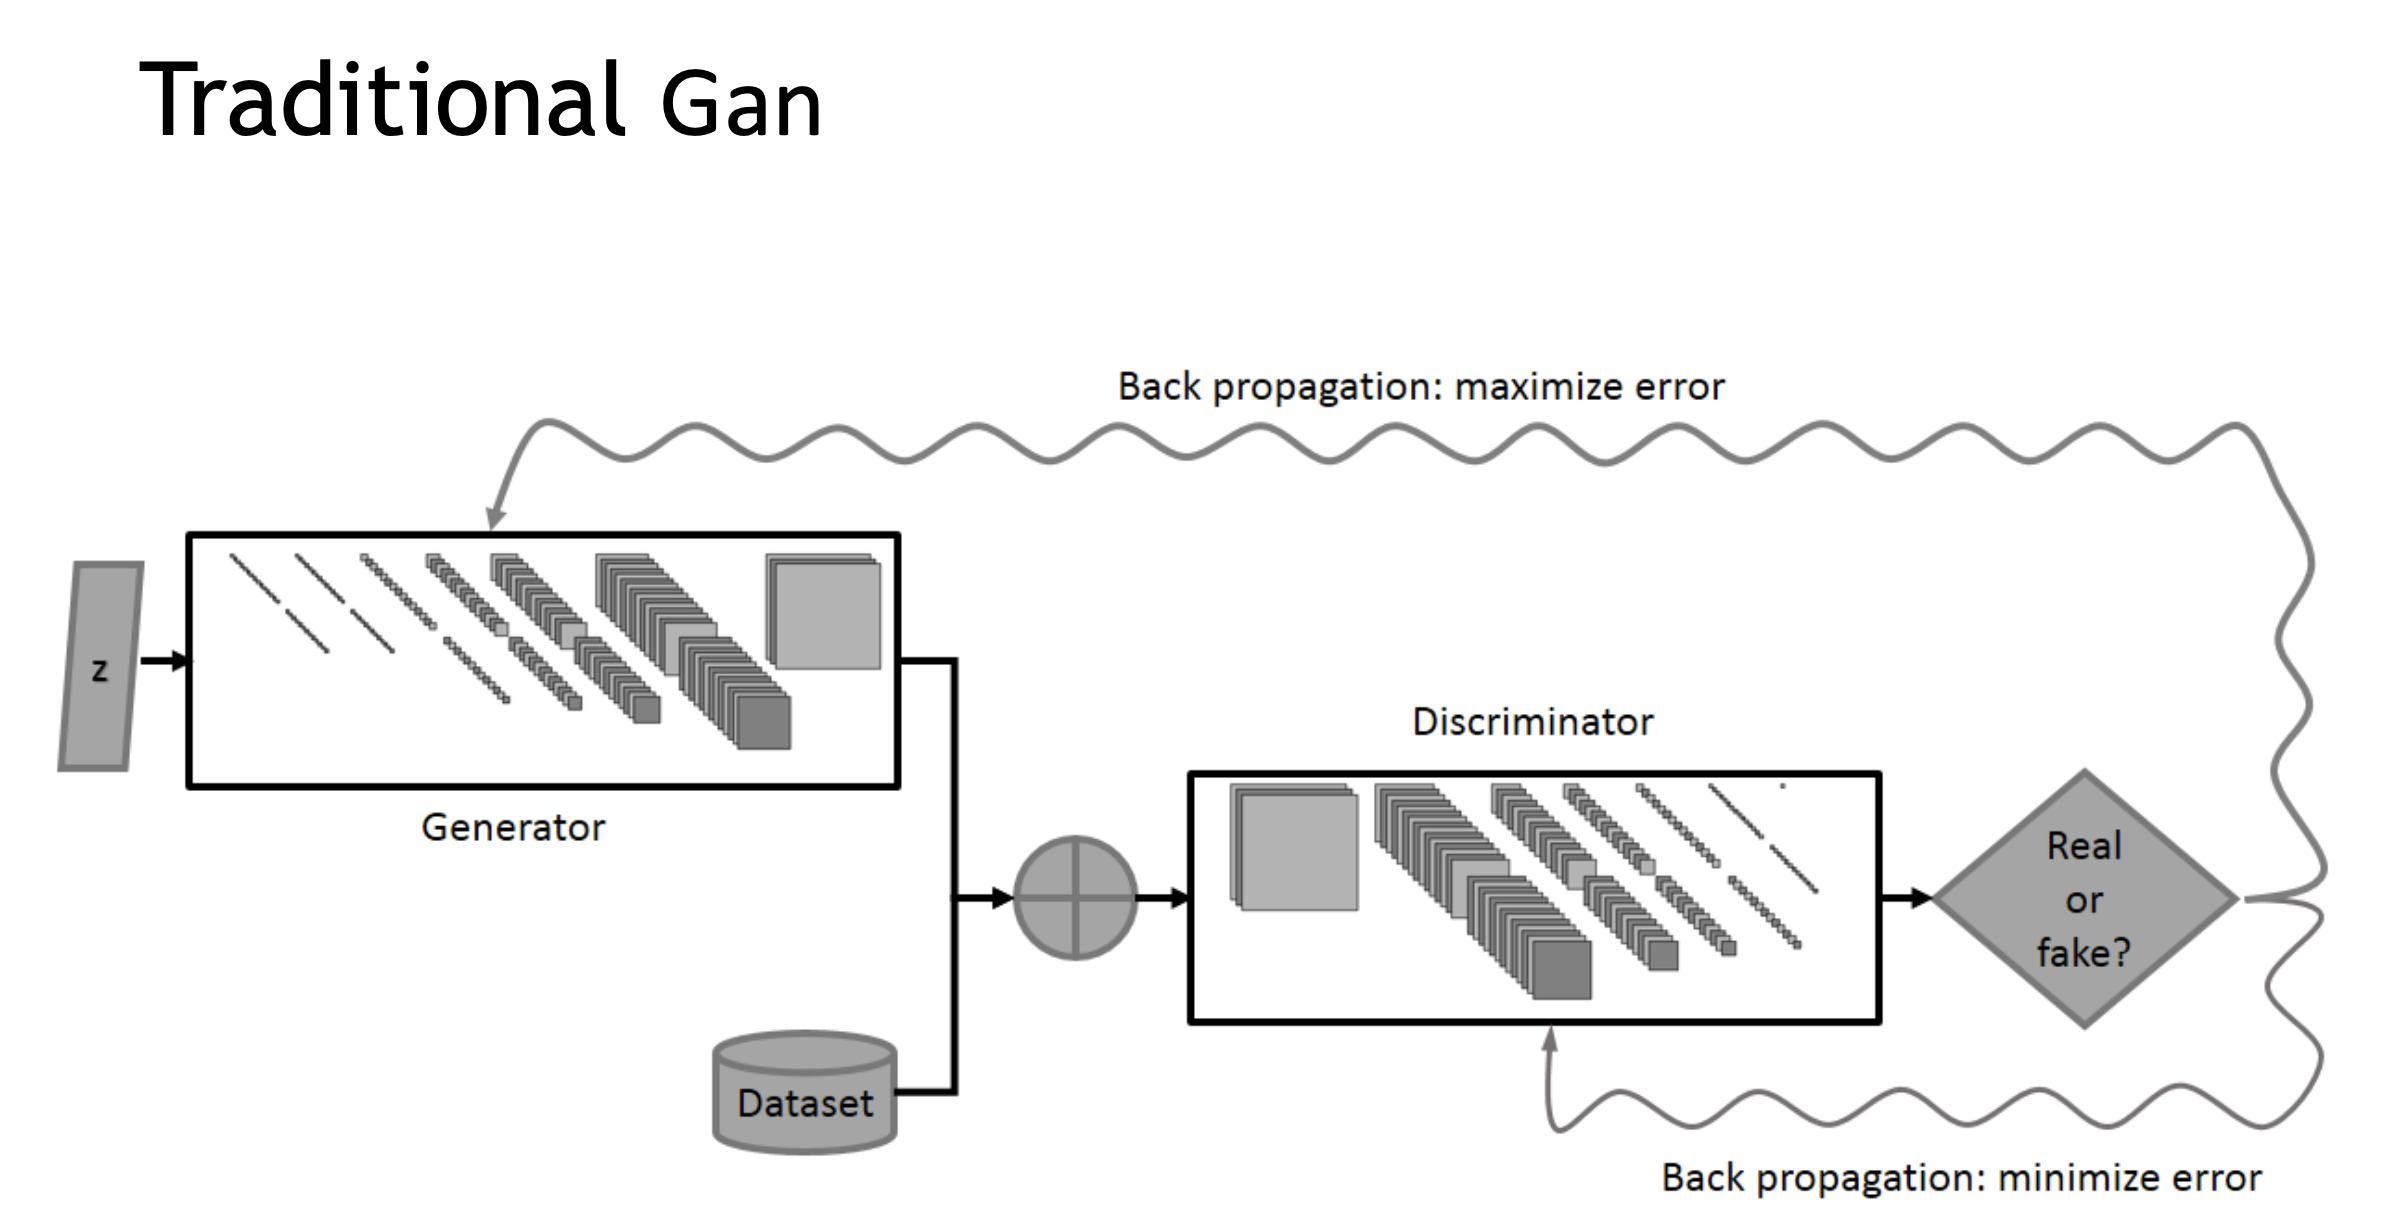 Traditional Gan
Back propagation: maximize error
z
Generator
Discriminator
Real
or
fake?
Dataset
Back propagation: minimize error